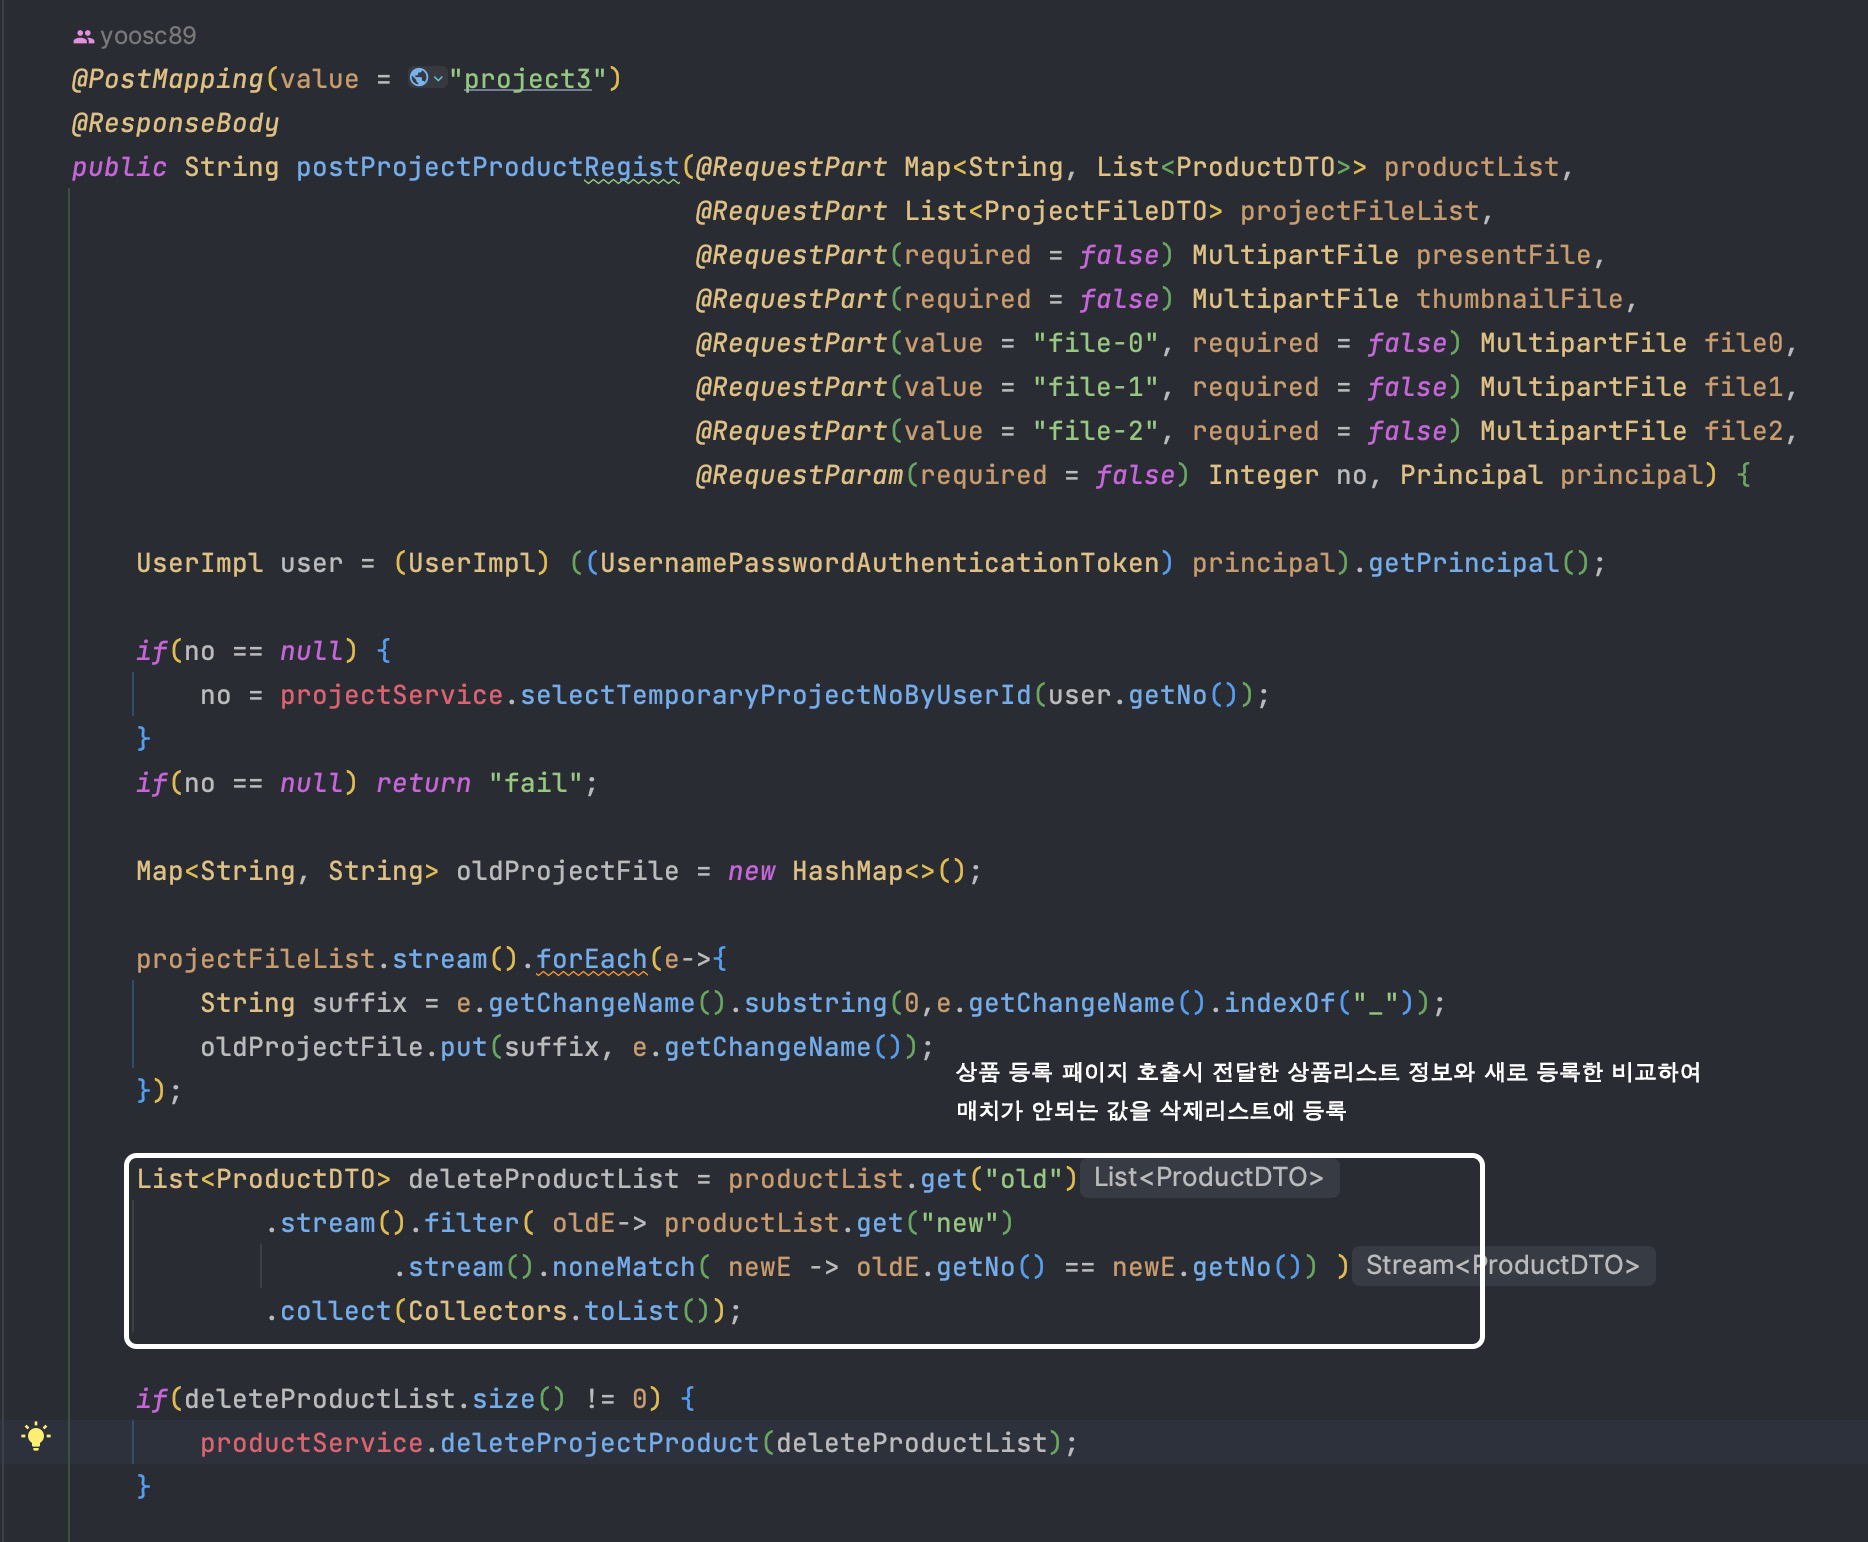 yoosc89
@PostMapping(value = "project3")
@ResponseBody
public String postProjectProductRegist(@RequestPart Map<String, List<ProductDTO>> productList,
@RequestPart List<ProjectFileDTO> projectFileList,
@RequestPart(required = false) MultipartFile presentFile,
@RequestPart(required = false) MultipartFile thumbnailFile,
@RequestPart(value = "file-0", required = false) MultipartFile file0,
@RequestPart(value = "file-1", required = false) MultipartFile file1,
@RequestPart(value = "file-2", required = false) MultipartFile file2,
@RequestParam(required = false) Integer no, Principal principal) {
UserImpl user = (UserImpl) ((UsernamePasswordAuthenticationToken) principal).getPrincipal();
if(no == null) {
no = projectService.selectTemporaryProjectNoByUserId(user.getNo());
}
if(no == null) return "fail";
Map<String, String> oldProjectFile = new HashMap<>();
projectFileList.stream().forEach(e->{
String suffix = e.getChangeName().substring(0,e.getChangeName().indexOf("_"));
oldProjectFile.put(suffix, e.getChangeName());
});
상품 등록 페이지 호출시 전달한 상품리스트 정보와 새로 등록한 비교하여
매치가 안되는 값을 삭제리스트에 등록
List<ProductDTO> deleteProductList = productList.get("old") List<ProductDTO>
.stream().filter( oldE-> productList.get("new")
.stream().noneMatch( newE -> oldE.getNo() == newE.getNo()) ) Stream<ProductDTO>
.collect(Collectors.toList());
if(deleteProductList.size() != 0) {
productService.deleteProjectProduct(deleteProductList);
}